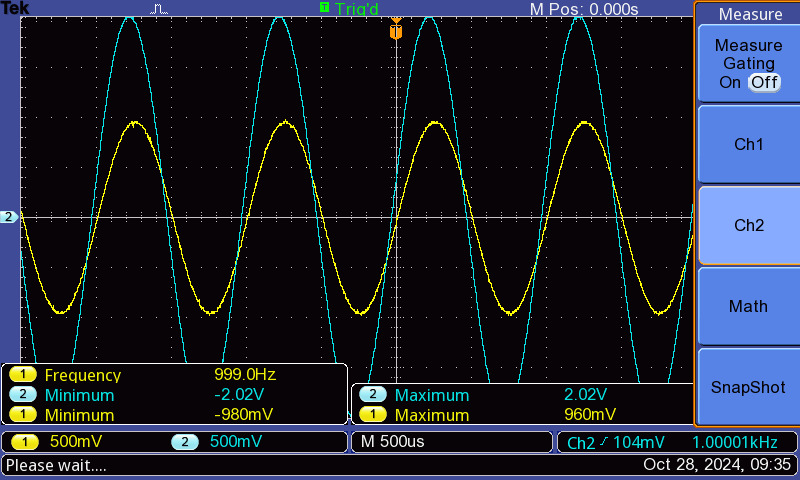 Tek T Trig'd M Pos: 0.000s
T
Measure
Measure
Gating
On Off
Ch1
Ch2
Math
SnapShot
2
1 Frequency 999.0Hz
2 Minimum -2.02V
1 Minimum -980mV
2 Maximum 2.02V
1 Maximum 960mV
1 500mV 2 500mV M 500us Ch2 104mV 1.00001kHz
Please wait.... Oct 28, 2024, 09:35